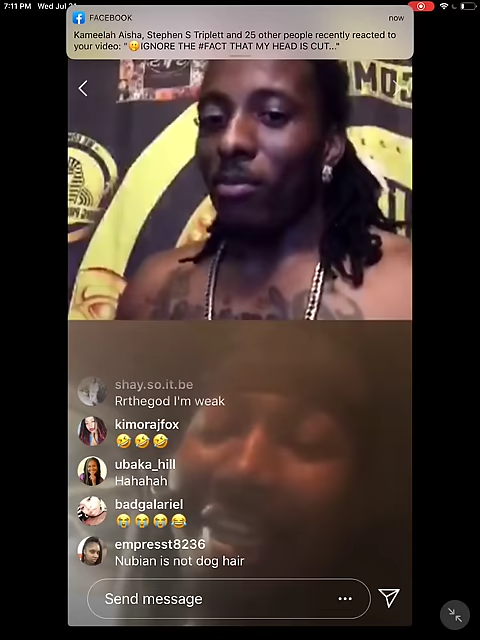 7:11 PM Wed Jul
FACEBOOK
now
Kameelah Aisha, Stephen S Triplett and 25 other people recently reacted to
your video: "🤫IGNORE THE #FACT THAT MY HEAD IS CUT..."
shay.so.it.be
Rrthegod I'm weak
kimorajfox
🤣🤣🤣
ubaka_hill
Hahahah
badgalariel
😭😭😭😂
empresst8236
Nubian is not dog hair
Send message